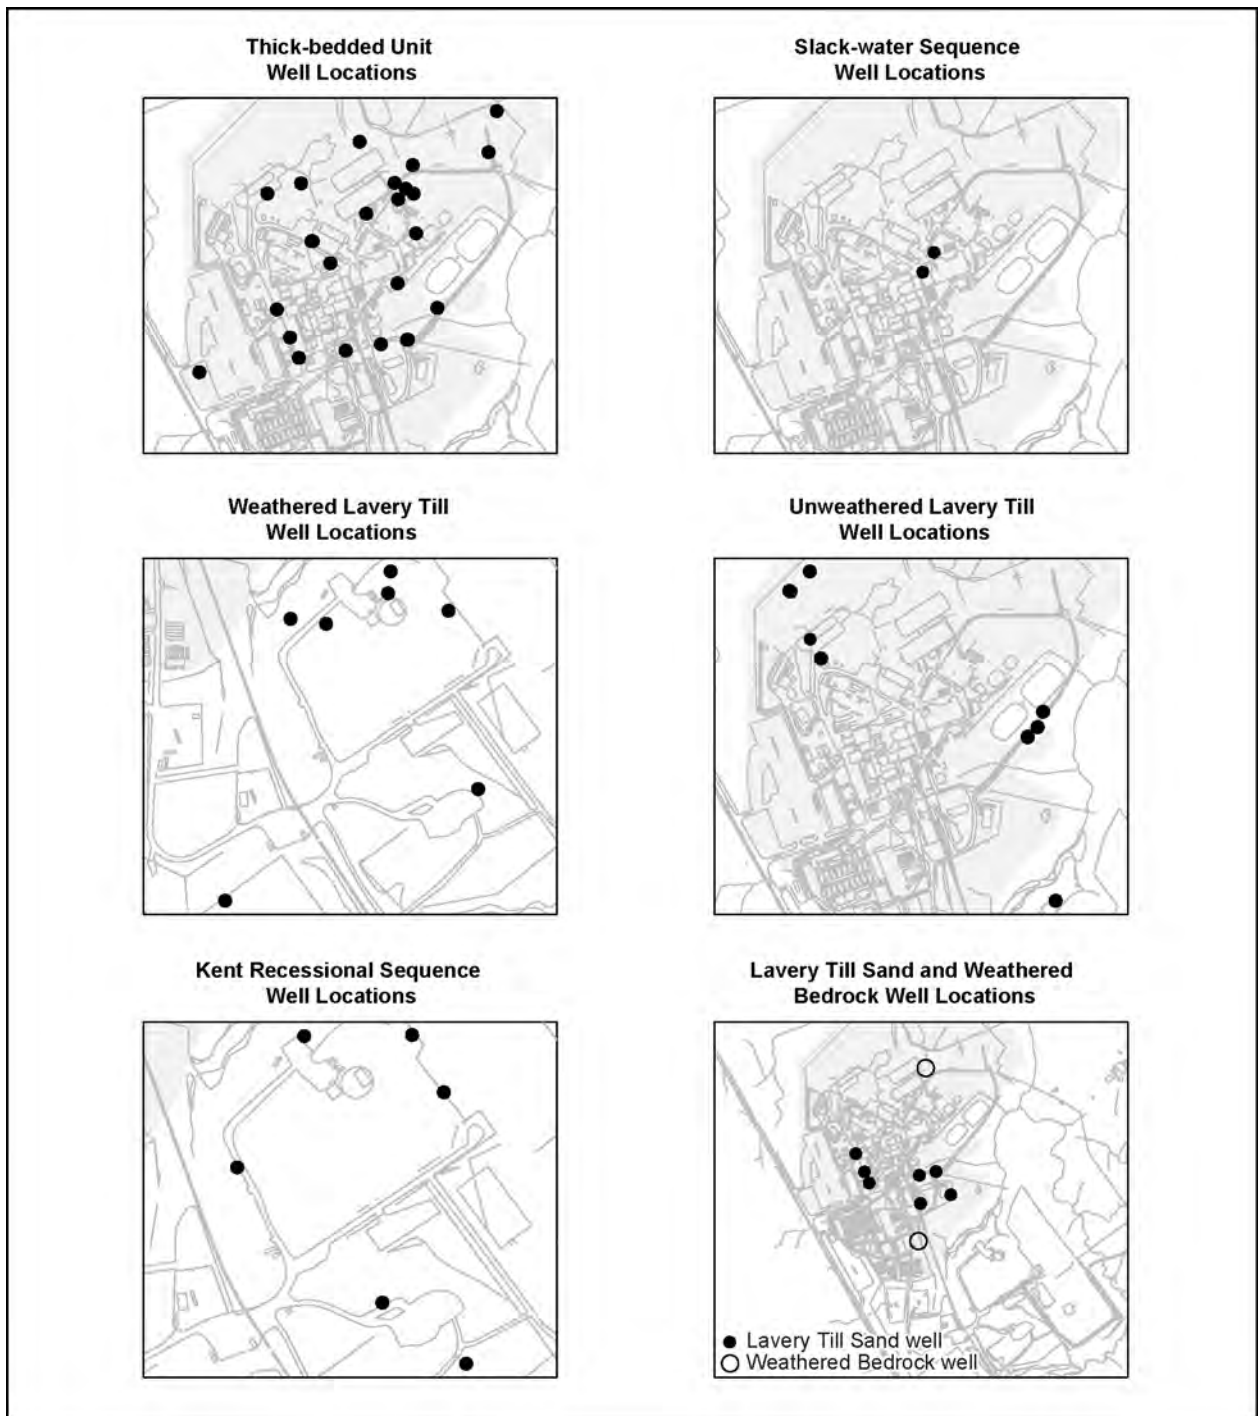 Thick-bedded Unit
Well Locations
Slack-water Sequence
Well Locations
Weathered Lavery Till
Well Locations
Unweathered Lavery Till
Well Locations
Kent Recessional Sequence
Well Locations
Lavery Till Sand and Weathered
Bedrock Well Locations
Lavery Till Sand well
Weathered Bedrock well